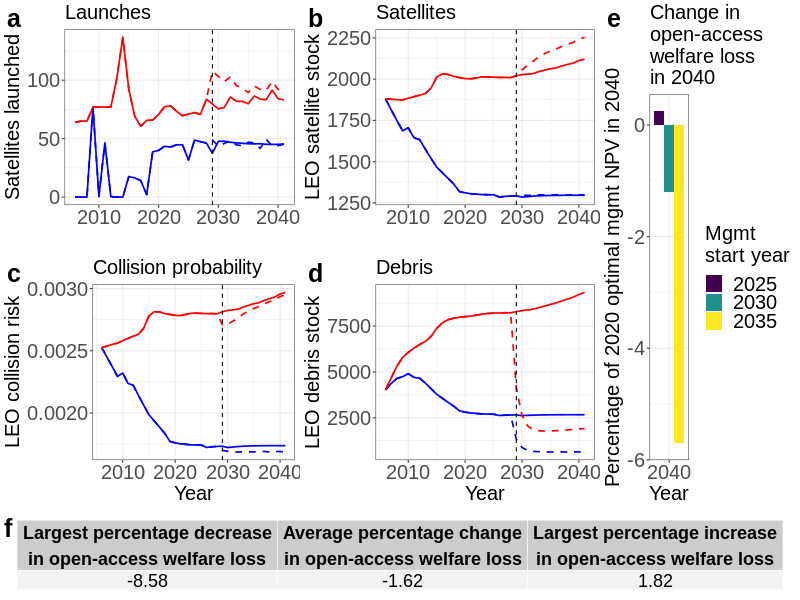 a
Launches
Satellites launched
100
50
0
2010
2020
2030
2040
b
Satellites
LEO satellite stock
2250
2000
1750
1500
1250
2010
2020
2030
2040
c
Collision probability
LEO collision risk
0.0030
0.0025
0.0020
2010
2020
2030
2040
Year
d
Debris
LEO debris stock
7500
5000
2500
2010
2020
2030
2040
Year
e
Change in
open-access
welfare loss
in 2040
Percentage of 2020 optimal mgmt NPV in 2040
0
-2
-4
-6
2040
Year
Mgmt
start year
2025
2030
2035
f
Largest percentage decrease
in open-access welfare loss
Average percentage change
in open-access welfare loss
Largest percentage increase
in open-access welfare loss
-8.58
-1.62
1.82